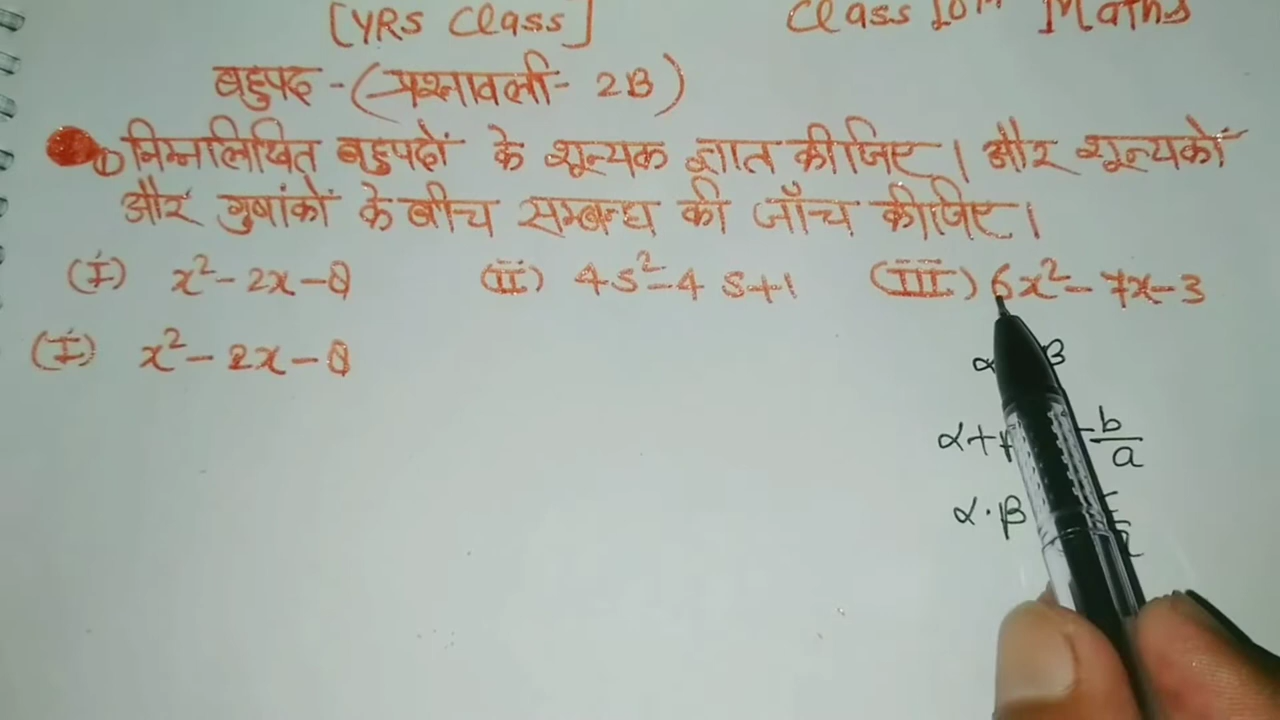 [YRS Class] Class 10th Maths
बहुपद -(प्रश्नावली- 2B)
① निम्नलिखित बहुपदों के शून्यक ज्ञात कीजिए। और शून्यकों
और गुणांकों के बीच सम्बन्ध की जाँच कीजिए।
(I) x²-2x-8 (II) 4s²-4s+1 (III) 6x²-7x-3
(I) x²-2x-8
α β
α+ -b/a
α·β